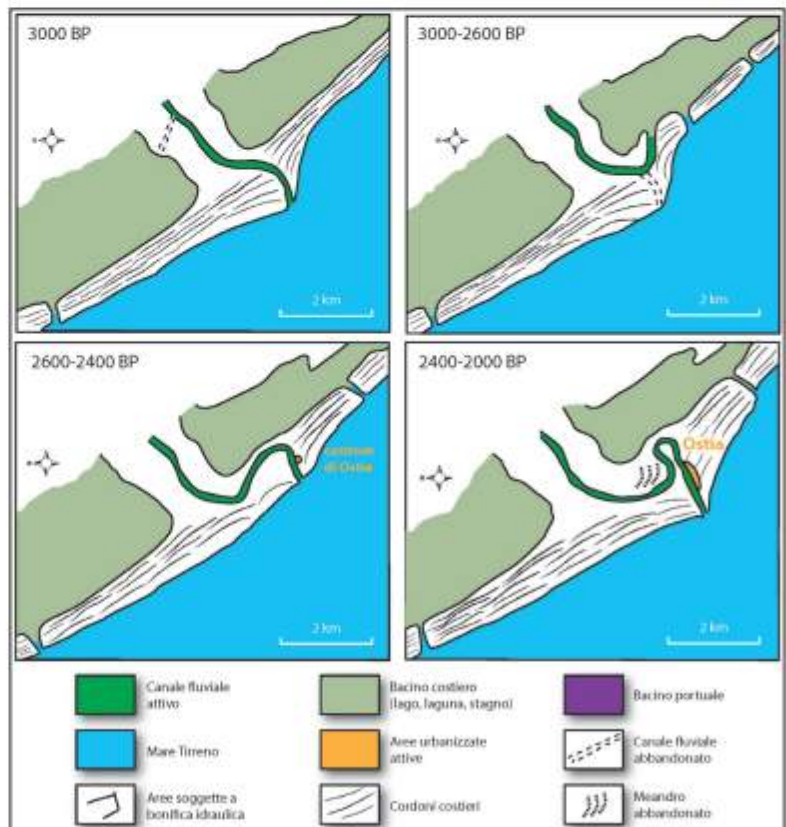 3000 BP
3000-2600 BP
2 km
2 km
2600-2400 BP
2400-2000 BP
di Ostia
Ostia
2 km
2 km
Canale fluviale
attivo
Bacino costiero
(lago, laguna, stagno)
Bacino portuale
Mare Tirreno
Aree urbanizzate
attive
Canale fluviale
abbandonato
Aree soggette a
bonifica idraulica
Cordoni costieri
Meandro
abbandonato